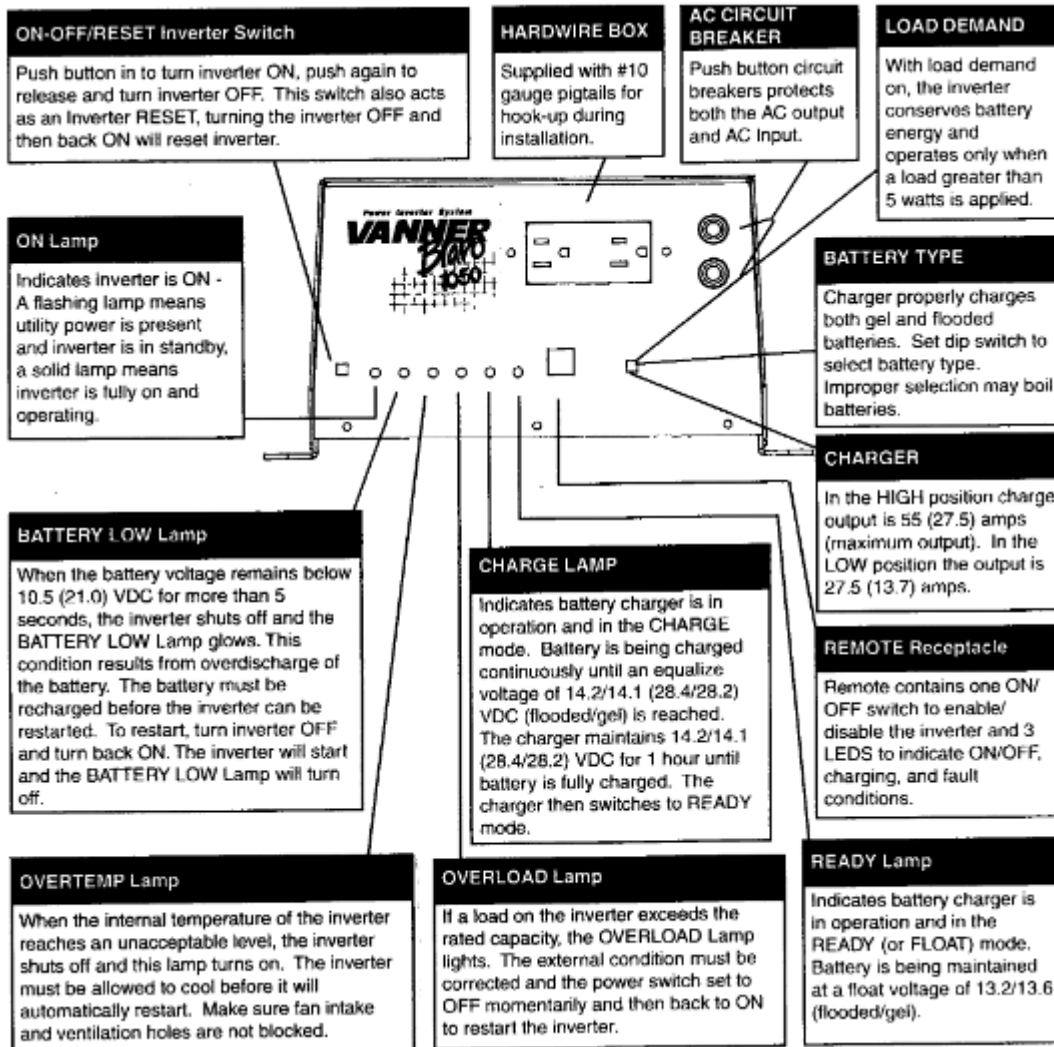 ON-OFF/RESET Inverter Switch
Push button in to turn inverter ON, push again to
release and turn inverter OFF. This switch also acts
as an Inverter RESET, turning the inverter OFF and
then back ON will reset inverter.
HARDWIRE BOX
Supplied with #10
gauge pigtails for
hook-up during
installation.
AC CIRCUIT
BREAKER
Push button circuit
breakers protects
both the AC output
and AC Input.
LOAD DEMAND
With load demand
on, the inverter
conserves battery
energy and
operates only when
a load greater than
5 watts is applied.
ON Lamp
Indicates inverter is ON -
A flashing lamp means
utility power is present
and inverter is in standby,
a solid lamp means
inverter is fully on and
operating.
Power Inverter System
VANNER
Bravo
1050
BATTERY TYPE
Charger properly charges
both gel and flooded
batteries. Set dip switch to
select battery type.
Improper selection may boil
batteries.
CHARGER
In the HIGH position charge
output is 55 (27.5) amps
(maximum output). In the
LOW position the output is
27.5 (13.7) amps.
BATTERY LOW Lamp
When the battery voltage remains below
10.5 (21.0) VDC for more than 5
seconds, the inverter shuts off and the
BATTERY LOW Lamp glows. This
condition results from overdischarge of
the battery. The battery must be
recharged before the inverter can be
restarted. To restart, turn inverter OFF
and turn back ON. The inverter will start
and the BATTERY LOW Lamp will turn
off.
CHARGE LAMP
Indicates battery charger is in
operation and in the CHARGE
mode. Battery is being charged
continuously until an equalize
voltage of 14.2/14.1 (28.4/28.2)
VDC (flooded/gel) is reached.
The charger maintains 14.2/14.1
(28.4/28.2) VDC for 1 hour until
battery is fully charged. The
charger then switches to READY
mode.
REMOTE Receptacle
Remote contains one ON/
OFF switch to enable/
disable the inverter and 3
LEDS to indicate ON/OFF,
charging, and fault
conditions.
OVERTEMP Lamp
When the internal temperature of the inverter
reaches an unacceptable level, the inverter
shuts off and this lamp turns on. The inverter
must be allowed to cool before it will
automatically restart. Make sure fan intake
and ventilation holes are not blocked.
OVERLOAD Lamp
If a load on the inverter exceeds the
rated capacity, the OVERLOAD Lamp
lights. The external condition must be
corrected and the power switch set to
OFF momentarily and then back to ON
to restart the inverter.
READY Lamp
Indicates battery charger is
in operation and in the
READY (or FLOAT) mode.
Battery is being maintained
at a float voltage of 13.2/13.6
(flooded/gel).